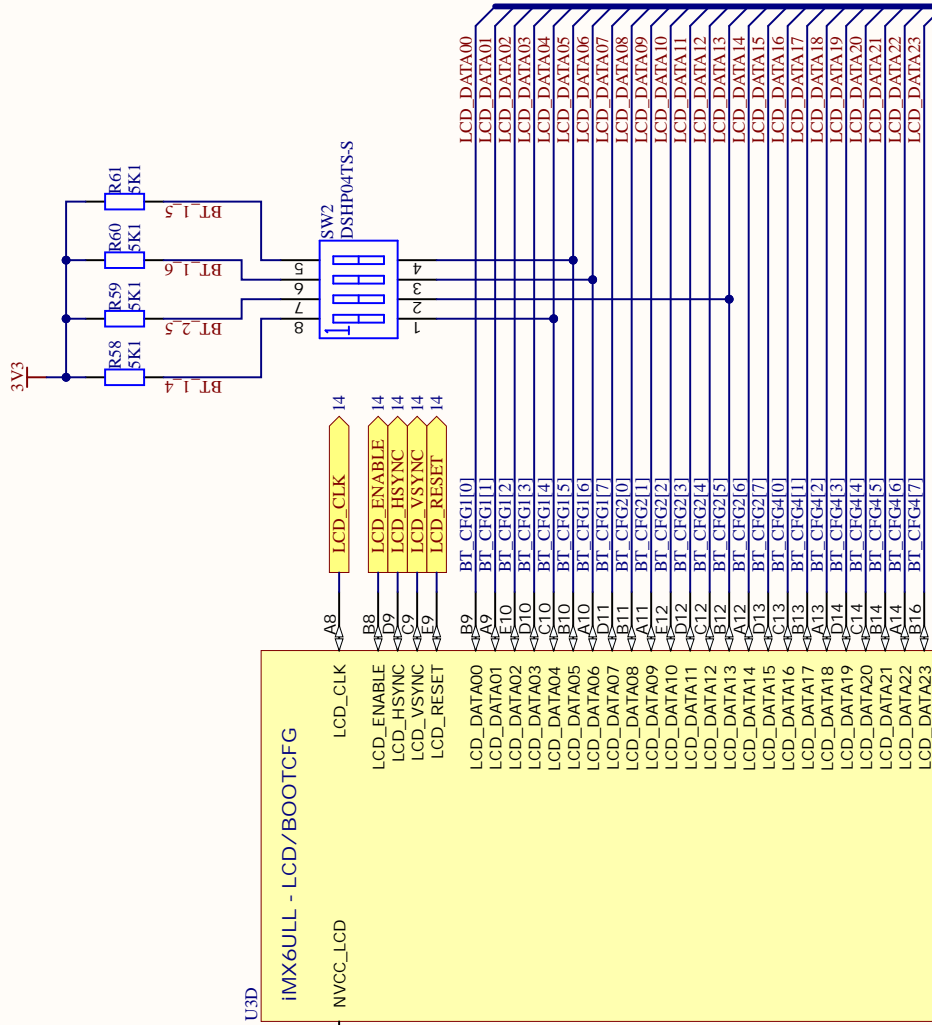 3V3
R61
5K1
BT_1_5
R60
5K1
BT_1_6
R59
5K1
BT_2_5
R58
5K1
BT_1_4
SW2
DSHP04TS-S
5
6
7
8
1
4
3
2
1
LCD_DATA00
LCD_DATA01
LCD_DATA02
LCD_DATA03
LCD_DATA04
LCD_DATA05
LCD_DATA06
LCD_DATA07
LCD_DATA08
LCD_DATA09
LCD_DATA10
LCD_DATA11
LCD_DATA12
LCD_DATA13
LCD_DATA14
LCD_DATA15
LCD_DATA16
LCD_DATA17
LCD_DATA18
LCD_DATA19
LCD_DATA20
LCD_DATA21
LCD_DATA22
LCD_DATA23
14
14
14
14
14
LCD_CLK
LCD_ENABLE
LCD_HSYNC
LCD_VSYNC
LCD_RESET
BT_CFG1[0]
BT_CFG1[1]
BT_CFG1[2]
BT_CFG1[3]
BT_CFG1[4]
BT_CFG1[5]
BT_CFG1[6]
BT_CFG1[7]
BT_CFG2[0]
BT_CFG2[1]
BT_CFG2[2]
BT_CFG2[3]
BT_CFG2[4]
BT_CFG2[5]
BT_CFG2[6]
BT_CFG2[7]
BT_CFG4[0]
BT_CFG4[1]
BT_CFG4[2]
BT_CFG4[3]
BT_CFG4[4]
BT_CFG4[5]
BT_CFG4[6]
BT_CFG4[7]
A8
B8
D9
C9
E9
B9
A9
E10
D10
C10
B10
A10
D11
B11
A11
E12
D12
C12
B12
A12
D13
C13
B13
A13
D14
C14
B14
A14
B16
LCD_CLK
LCD_ENABLE
LCD_HSYNC
LCD_VSYNC
LCD_RESET
LCD_DATA00
LCD_DATA01
LCD_DATA02
LCD_DATA03
LCD_DATA04
LCD_DATA05
LCD_DATA06
LCD_DATA07
LCD_DATA08
LCD_DATA09
LCD_DATA10
LCD_DATA11
LCD_DATA12
LCD_DATA13
LCD_DATA14
LCD_DATA15
LCD_DATA16
LCD_DATA17
LCD_DATA18
LCD_DATA19
LCD_DATA20
LCD_DATA21
LCD_DATA22
LCD_DATA23
iMX6ULL - LCD/BOOTCFG
NVCC_LCD
U3D